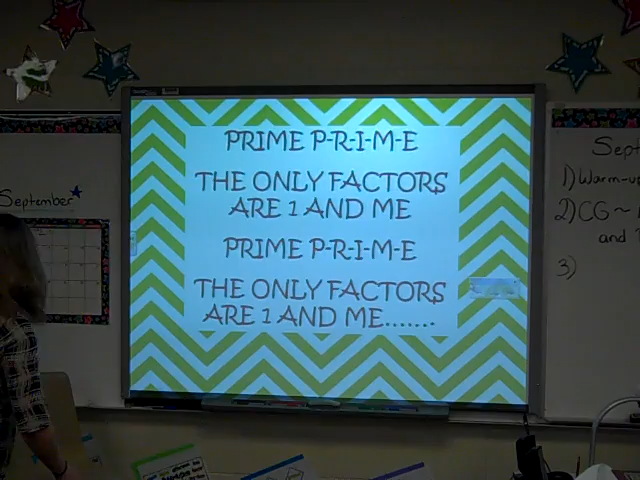 PRIME P-R-I-M-E
THE ONLY FACTORS
ARE 1 AND ME
PRIME P-R-I-M-E
THE ONLY FACTORS
ARE 1 AND ME.......
September
Sept
1) Warm-up
2) CG ~
and
3)